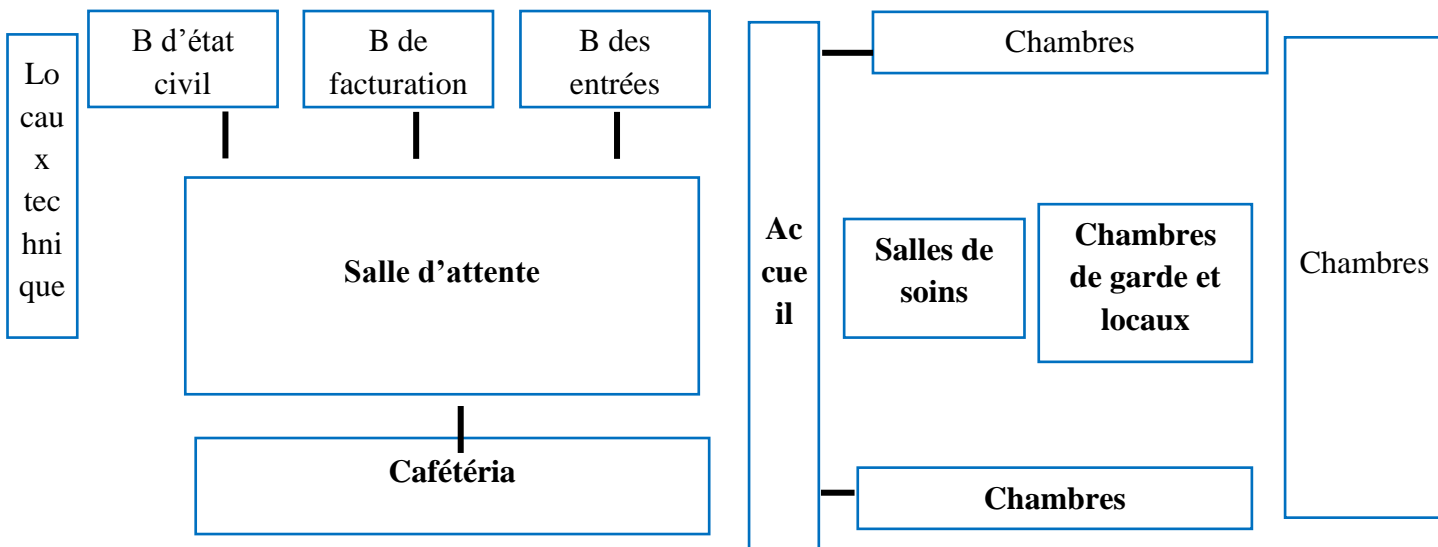 Lo
cau
x
tec
hni
que
B d’état
civil
B de
facturation
B des
entrées
Salle d’attente
Cafétéria
Ac
cue
il
Chambres
Salles de
soins
Chambres
de garde et
locaux
Chambres
Chambres